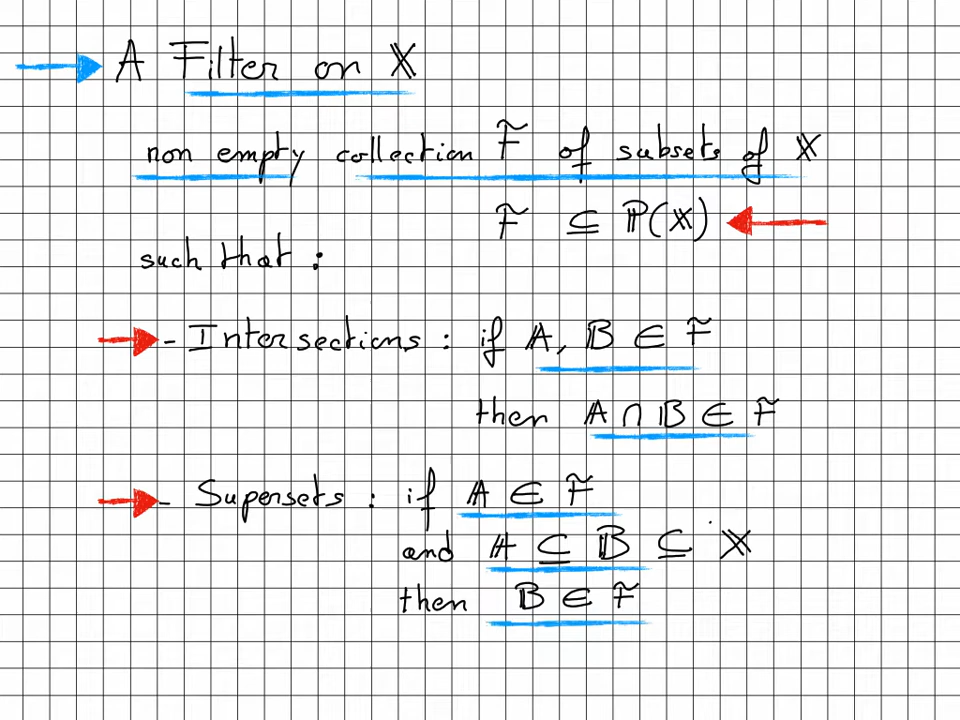 A Filter on 𝕏
non empty collection F̃ of subsets of 𝕏
F̃ ⊆ ℙ(𝕏)
such that :
- Intersections : if 𝔸, 𝔹 ∈ F̃
then 𝔸 ∩ 𝔹 ∈ F̃
- Supersets : if 𝔸 ∈ F̃
and 𝔸 ⊆ 𝔹 ⊆ 𝕏
then 𝔹 ∈ F̃